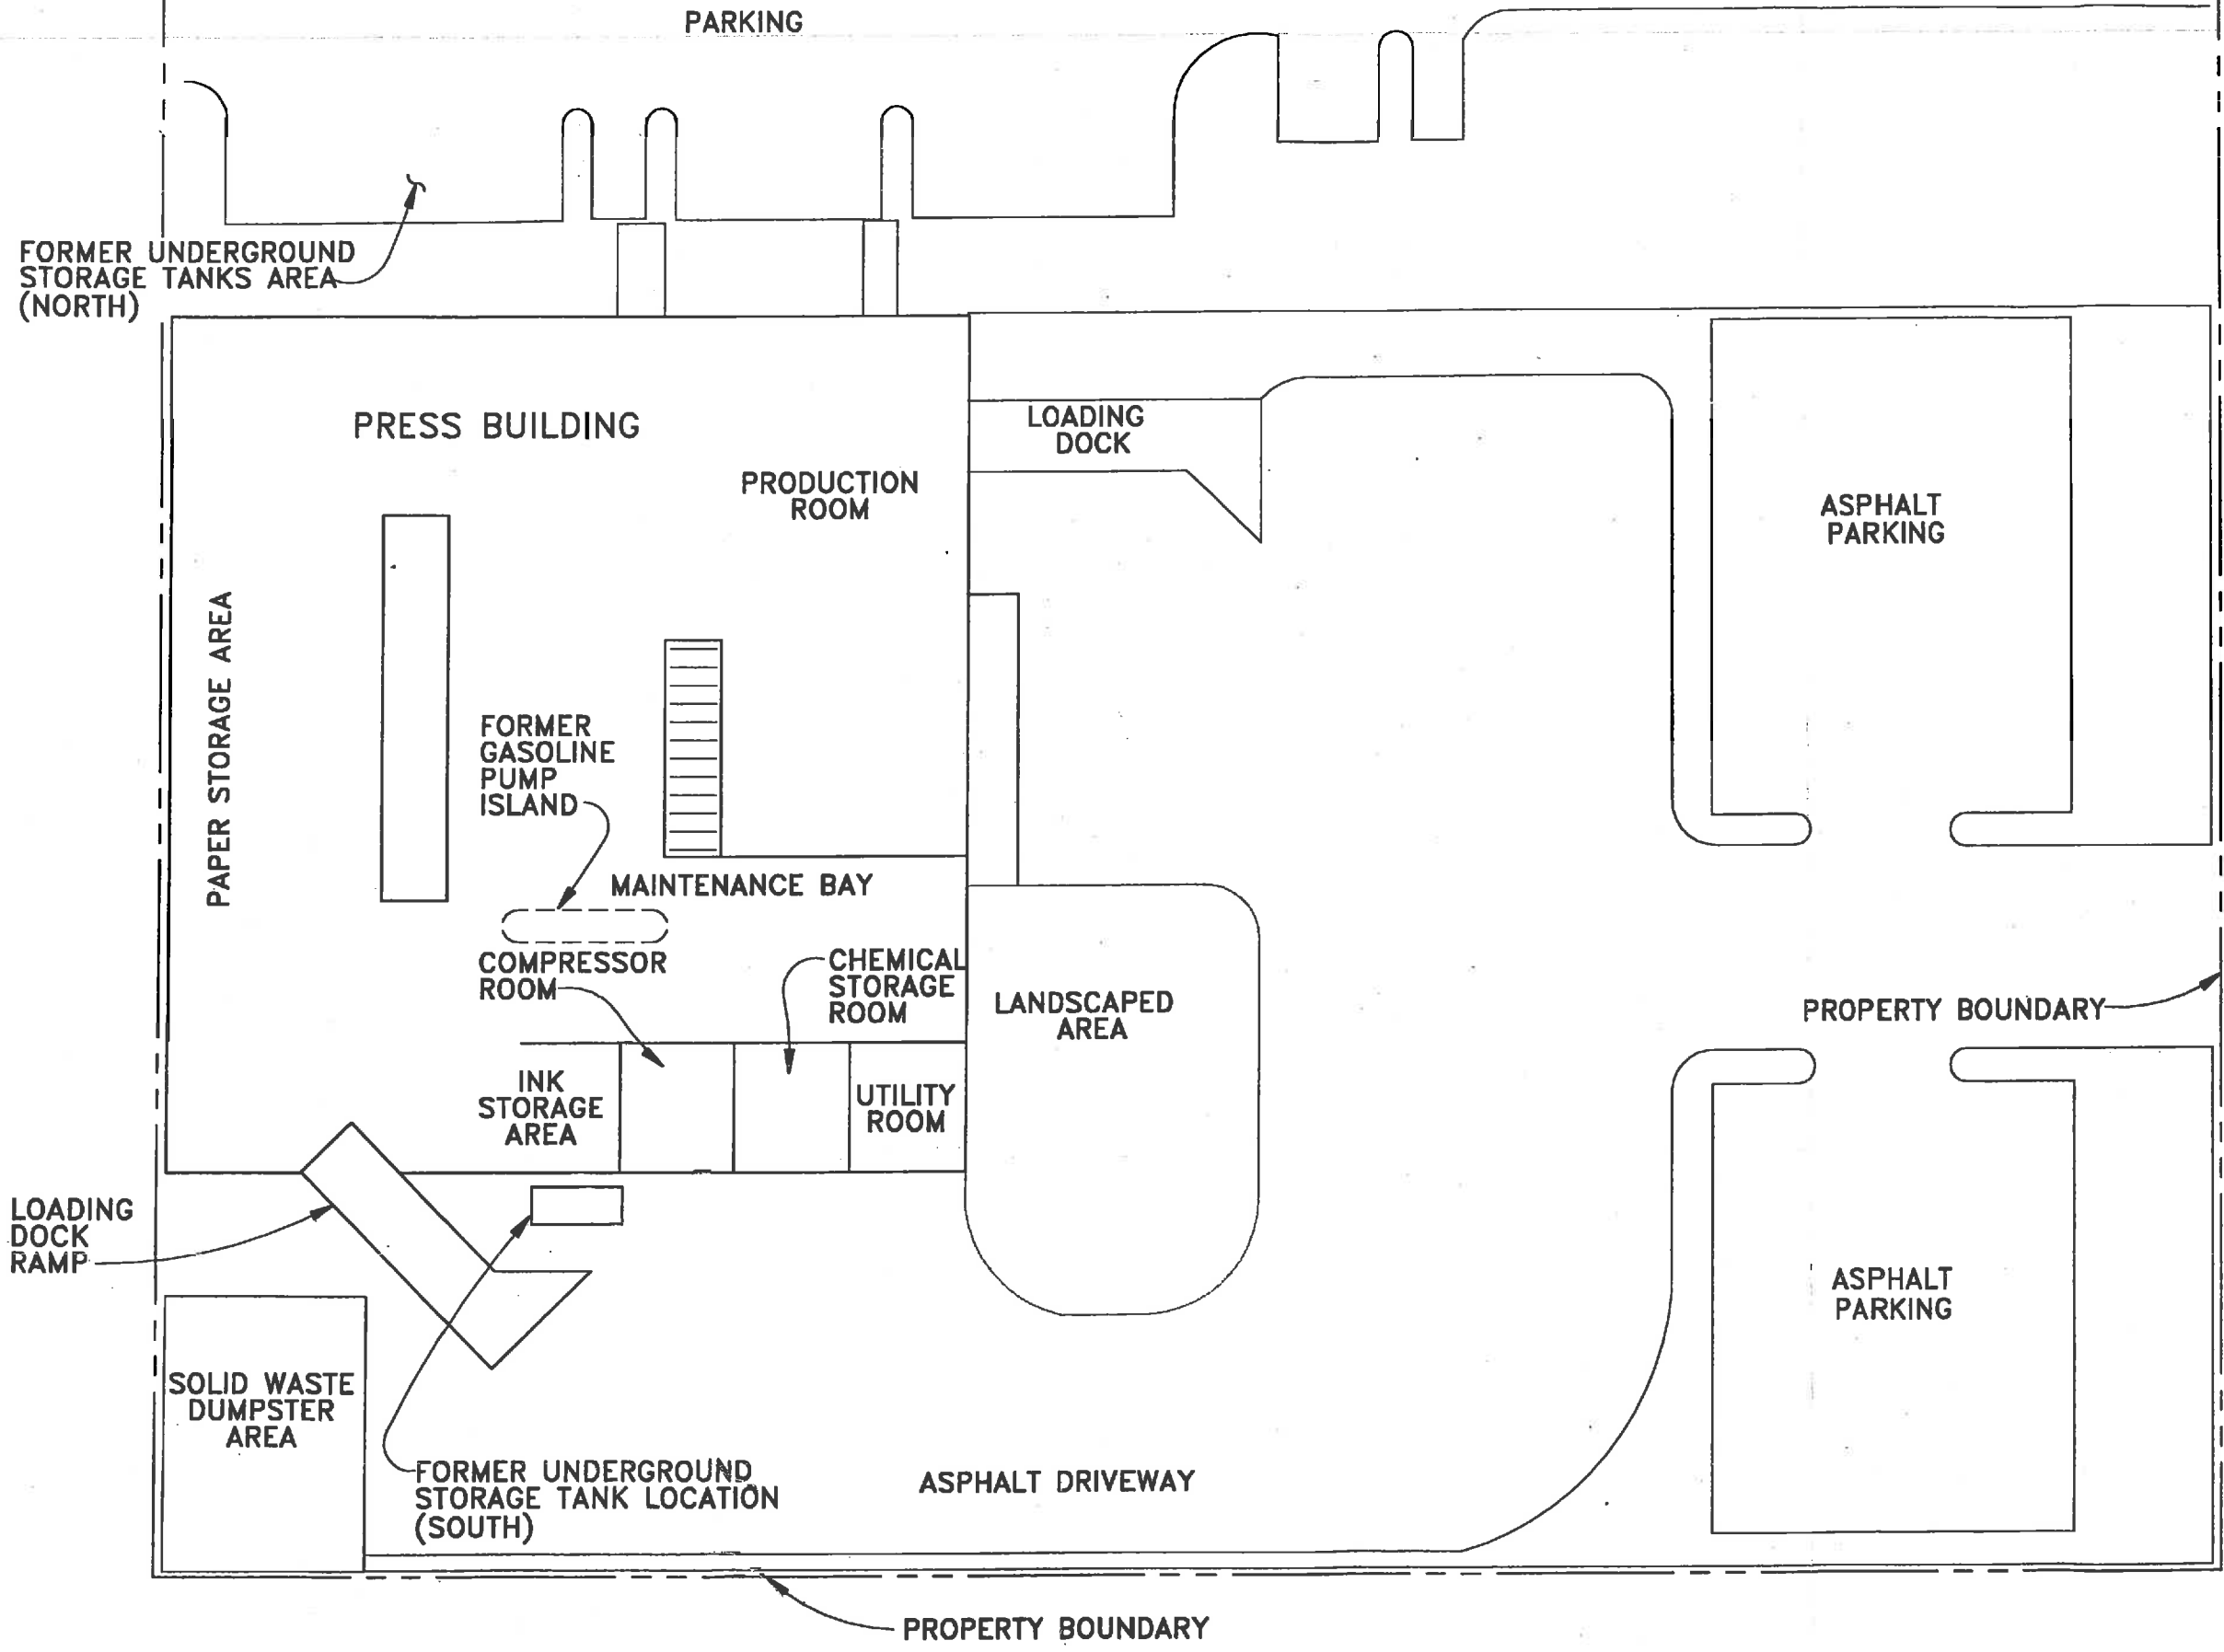 PARKING
FORMER UNDERGROUND
STORAGE TANKS AREA
(NORTH)
PRESS BUILDING
LOADING
DOCK
PRODUCTION
ROOM
ASPHALT
PARKING
PAPER STORAGE AREA
FORMER
GASOLINE
PUMP
ISLAND
MAINTENANCE BAY
COMPRESSOR
ROOM
CHEMICAL
STORAGE
ROOM
LANDSCAPED
AREA
PROPERTY BOUNDARY
INK
STORAGE
AREA
UTILITY
ROOM
LOADING
DOCK
RAMP
ASPHALT
PARKING
SOLID WASTE
DUMPSTER
AREA
FORMER UNDERGROUND
STORAGE TANK LOCATION
(SOUTH)
ASPHALT DRIVEWAY
PROPERTY BOUNDARY